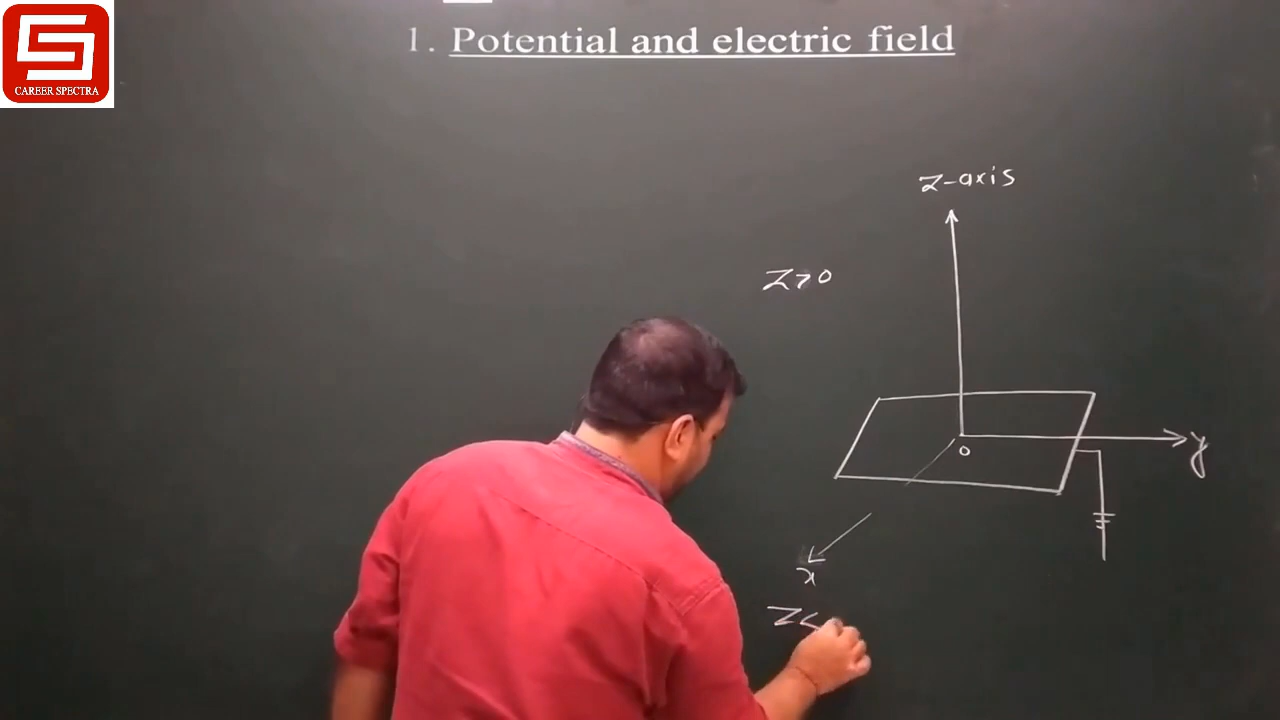 CAREER SPECTRA
1. Potential and electric field
Z-axis
Z>0
y
o
x
Z<